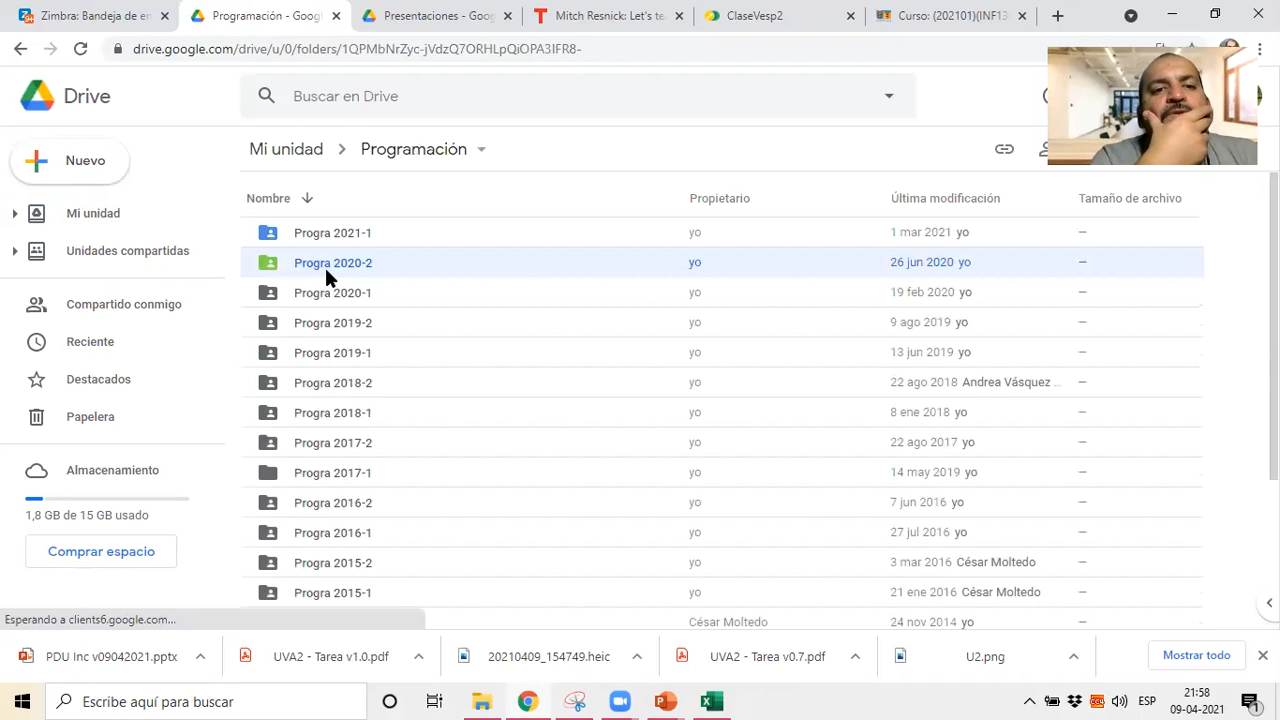 Zimbra: Bandeja de en
Programación - Goog
Presentaciones - Goog
Mitch Resnick: Let's te
ClaseVesp2
Curso: (202101)(INF13
drive.google.com/drive/u/0/folders/1QPMbNrZyc-jVdzQ7ORHLpQiOPA3IFR8-
Drive
Buscar en Drive
Nuevo
Mi unidad
Programación
Nombre
Propietario
Última modificación
Tamaño de archivo
Mi unidad
Unidades compartidas
Compartido conmigo
Reciente
Destacados
Papelera
Almacenamiento
1,8 GB de 15 GB usado
Comprar espacio
Progra 2021-1 yo 1 mar 2021 yo —
Progra 2020-2 yo 26 jun 2020 yo —
Progra 2020-1 yo 19 feb 2020 yo —
Progra 2019-2 yo 9 ago 2019 yo —
Progra 2019-1 yo 13 jun 2019 yo —
Progra 2018-2 yo 22 ago 2018 Andrea Vásquez ... —
Progra 2018-1 yo 8 ene 2018 yo —
Progra 2017-2 yo 22 ago 2017 yo —
Progra 2017-1 yo 14 may 2019 yo —
Progra 2016-2 yo 7 jun 2016 yo —
Progra 2016-1 yo 27 jul 2016 yo —
Progra 2015-2 yo 3 mar 2016 César Moltedo —
Progra 2015-1 yo 21 ene 2016 César Moltedo —
César Moltedo 24 nov 2014 yo —
Esperando a clients6.google.com...
PDU Inc v09042021.pptx
UVA2 - Tarea v1.0.pdf
20210409_154749.heic
UVA2 - Tarea v0.7.pdf
U2.png
Mostrar todo
Escribe aquí para buscar
ESP
21:58
09-04-2021
1